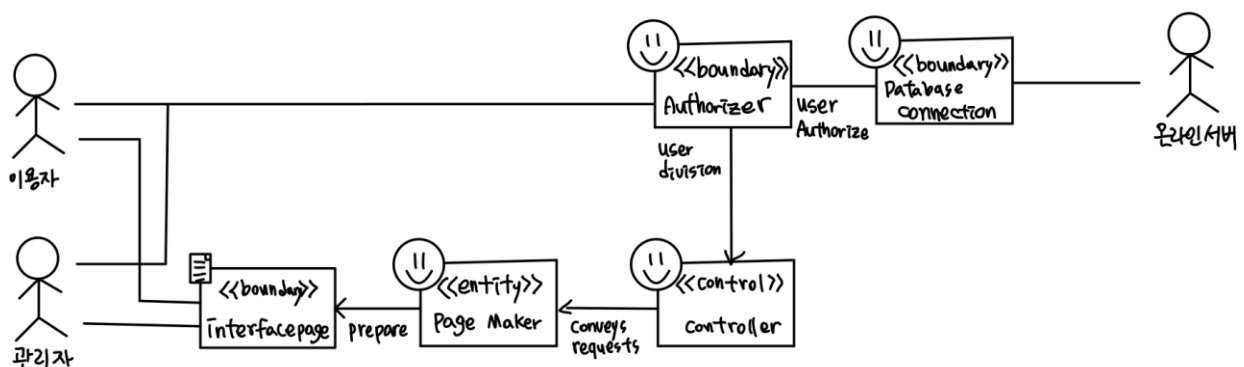 <<boundary>>
Authorizer
<<boundary>>
Database
connection
user
Authorize
이용자
온라인서버
user
division
관리자
<<boundary>>
interfacepage
prepare
<<entity>>
Page Maker
conveys
requests
<<control>>
controller